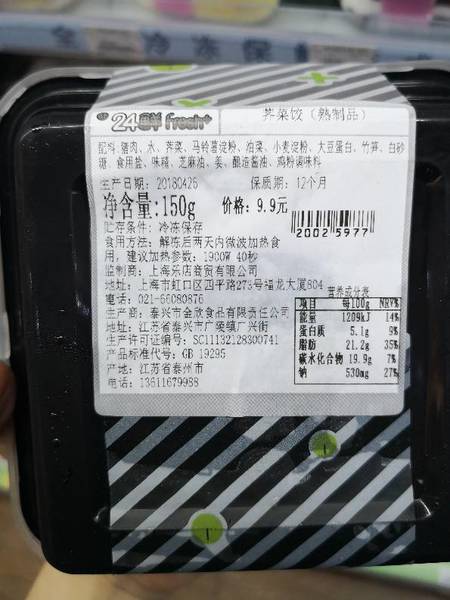 全 冷冻保
24鲜 fresh+
荠菜饺（熟制品）
配料:猪肉、水、荠菜、马铃薯淀粉、油菜、小麦淀粉、大豆蛋白、竹笋、白砂
糖、食用盐、味精、芝麻油、姜、酿造酱油、鸡粉调味料
生产日期：20180425 保质期：12个月
净含量:150g 价格：9.9元
贮存条件：冷冻保存
食用方法：解冻后两天内微波加热食
用，建议加热参数：1900W 40秒
20025977
监制商：上海乐店商贸有限公司
地址：上海市虹口区四平路273号福龙大厦804
电话：021-66080876
生产商：泰兴市金欣食品有限责任公司
地址：江苏省泰兴市广陵镇广兴街
生产许可证编号：SC11132128300741
产品标准代号：GB 19295
产地：江苏省泰州市
电话：13611679988
营养成分表
项目 每100g NRV%
能量 1209kJ 14%
蛋白质 5.1g 9%
脂肪 21.2g 35%
碳水化合物 19.9g 7%
钠 530mg 27%